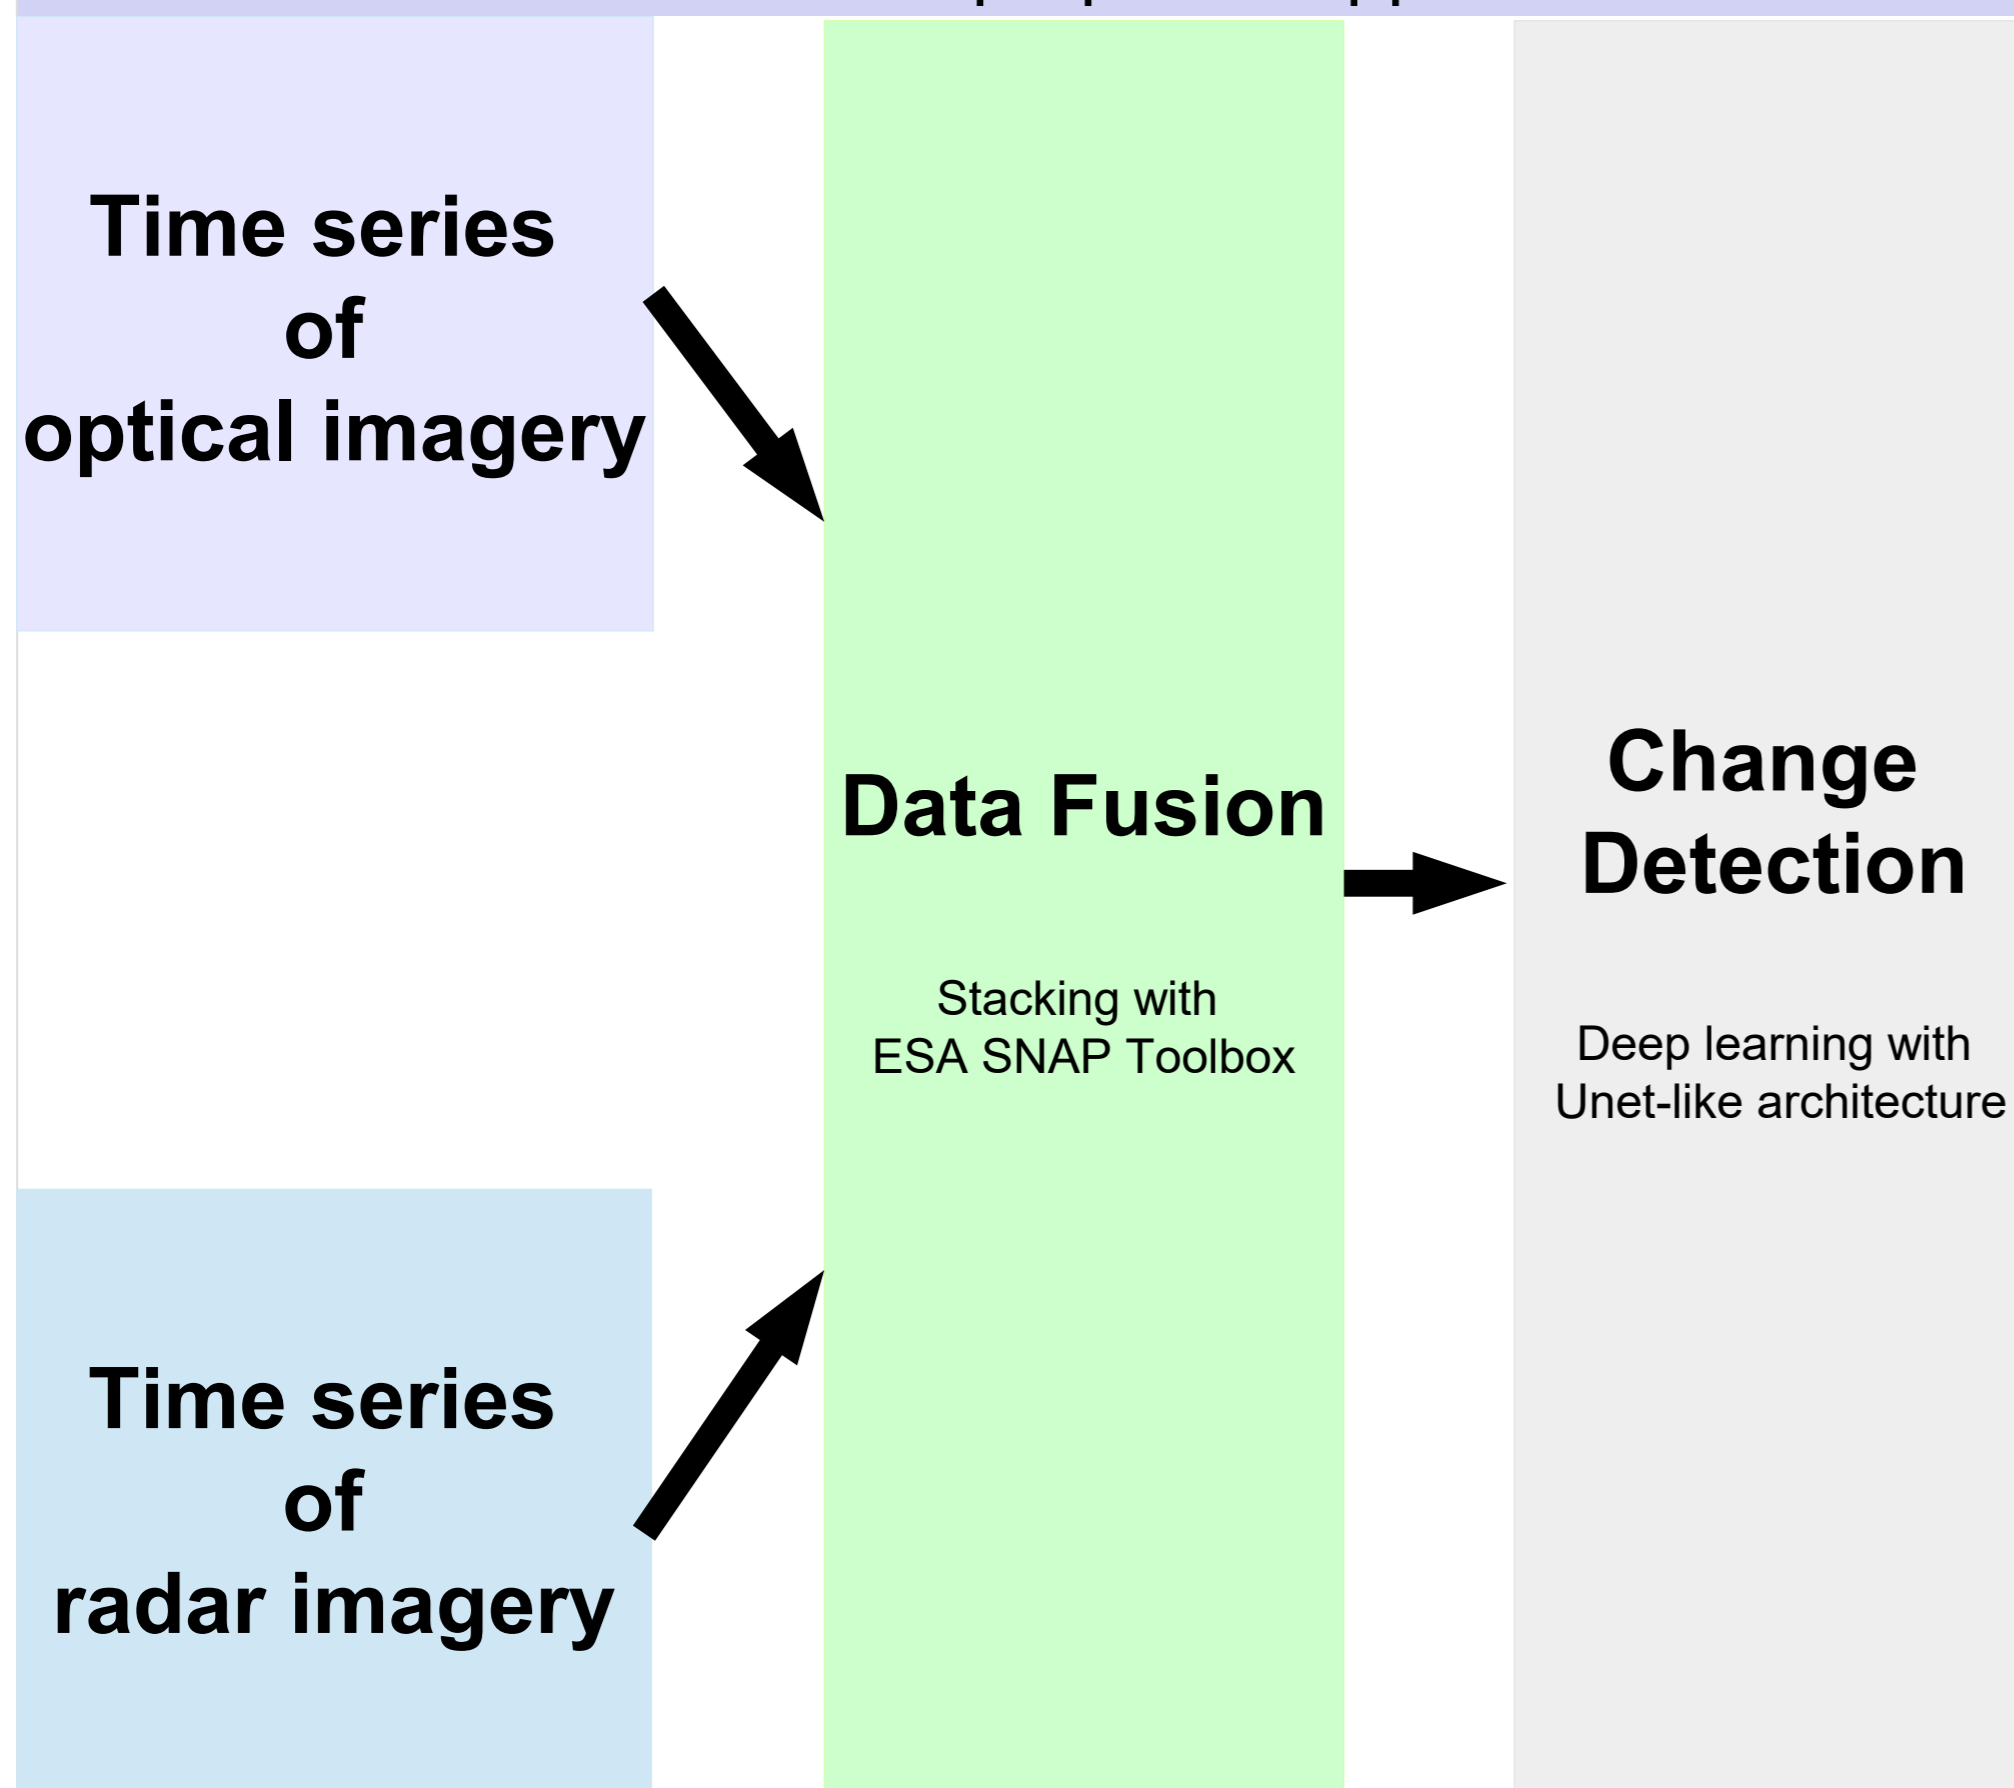 Time series
of
optical imagery
Data Fusion
Stacking with
ESA SNAP Toolbox
Change
Detection
Deep learning with
Unet-like architecture
Time series
of
radar imagery